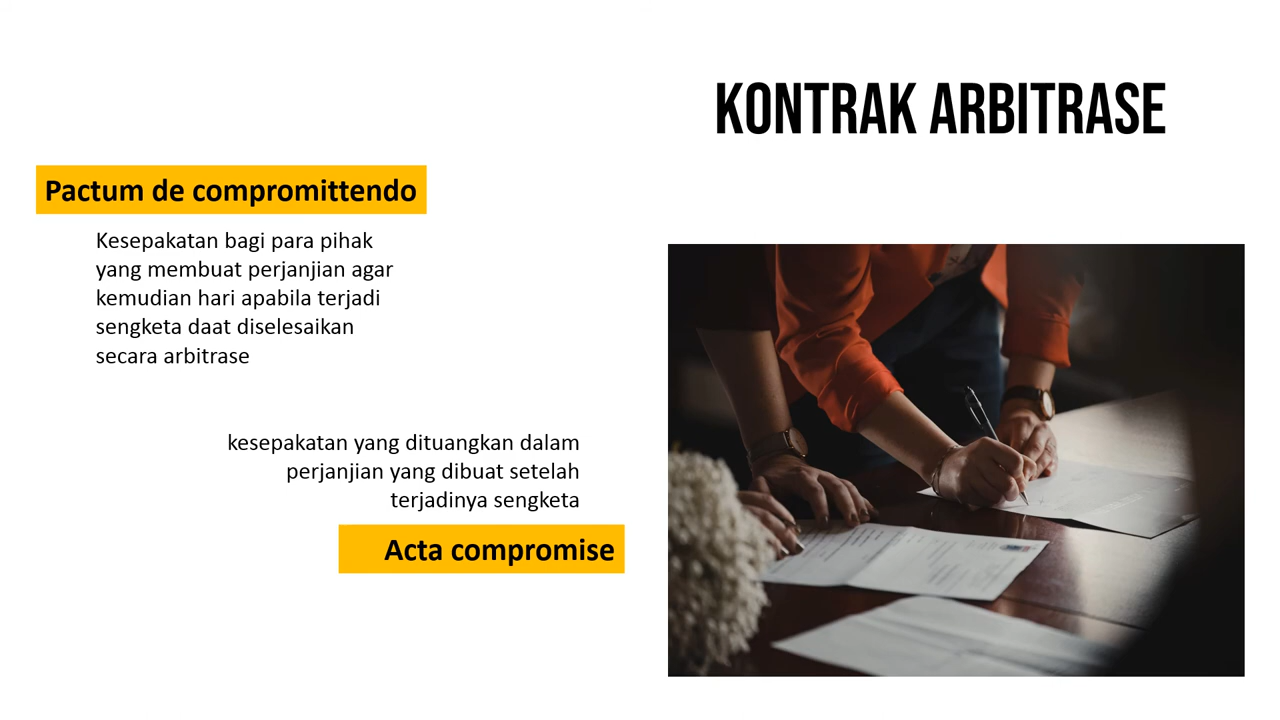 KONTRAK ARBITRASE
Pactum de compromittendo
Kesepakatan bagi para pihak
yang membuat perjanjian agar
kemudian hari apabila terjadi
sengketa daat diselesaikan
secara arbitrase
kesepakatan yang dituangkan dalam
perjanjian yang dibuat setelah
terjadinya sengketa
Acta compromise